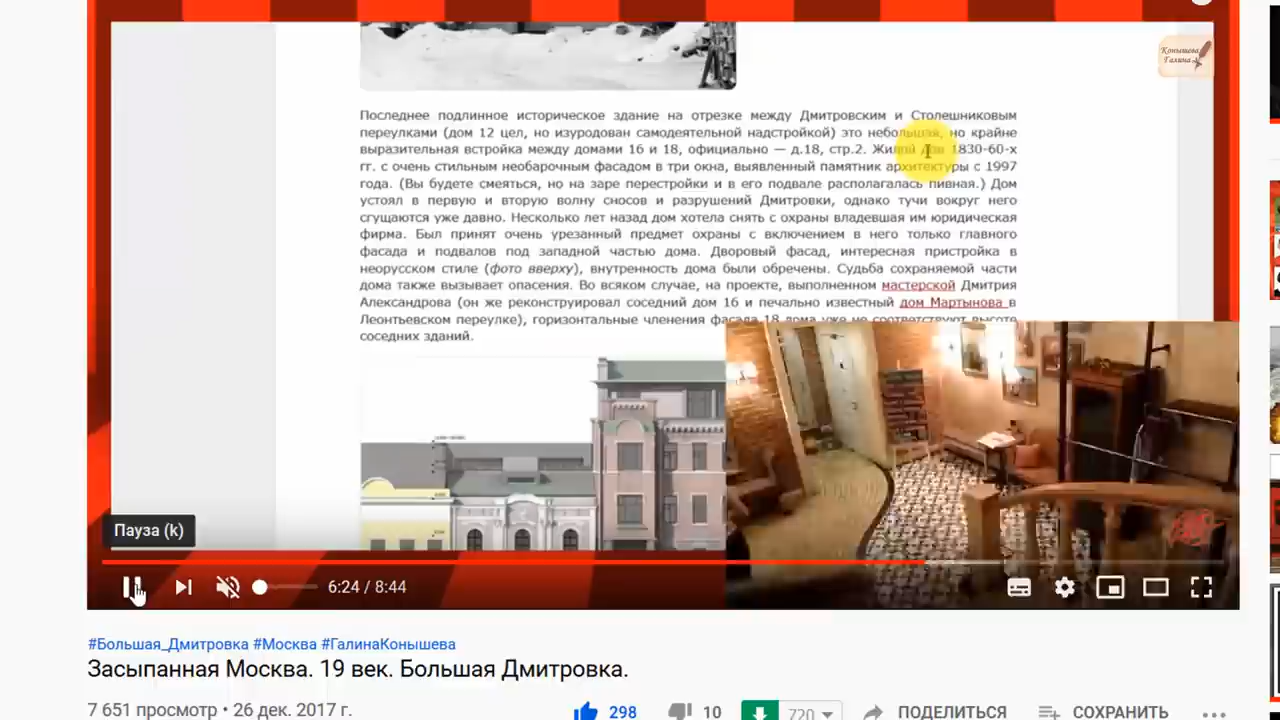 Конышева
Галина
Последнее подлинное историческое здание на отрезке между Дмитровским и Столешниковым
переулками (дом 12 цел, но изуродован самодеятельной надстройкой) это небольшая, но крайне
выразительная встройка между домами 16 и 18, официально — д.18, стр.2. Жилой дом 1830-60-х
гг. с очень стильным необарочным фасадом в три окна, выявленный памятник архитектуры с 1997
года. (Вы будете смеяться, но на заре перестройки и в его подвале располагалась пивная.) Дом
устоял в первую и вторую волну сносов и разрушений Дмитровки, однако тучи вокруг него
сгущаются уже давно. Несколько лет назад дом хотела снять с охраны владевшая им юридическая
фирма. Был принят очень урезанный предмет охраны с включением в него только главного
фасада и подвалов под западной частью дома. Дворовый фасад, интересная пристройка в
неорусском стиле (фото вверху), внутренность дома были обречены. Судьба сохраняемой части
дома также вызывает опасения. Во всяком случае, на проекте, выполненном мастерской Дмитрия
Александрова (он же реконструировал соседний дом 16 и печально известный дом Мартынова в
Леонтьевском переулке), горизонтальные членения фасада 18 дома уже не соответствуют высоте
соседних зданий.
Пауза (k)
6:24 / 8:44
#Большая_Дмитровка #Москва #ГалинаКонышева
Засыпанная Москва. 19 век. Большая Дмитровка.
7 651 просмотр • 26 дек. 2017 г.
298
10
720
ПОДЕЛИТЬСЯ
СОХРАНИТЬ